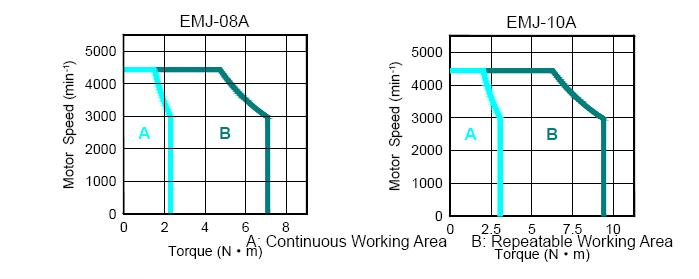 EMJ-08A
5000
4000
3000
2000
1000
0
Motor Speed (min⁻¹)
A
B
0 2 4 6 8
Torque (N・m)
EMJ-10A
5000
4000
3000
2000
1000
0
Motor Speed (min⁻¹)
A
B
0 2.5 5 7.5 10
Torque (N・m)
A: Continuous Working Area
B: Repeatable Working Area